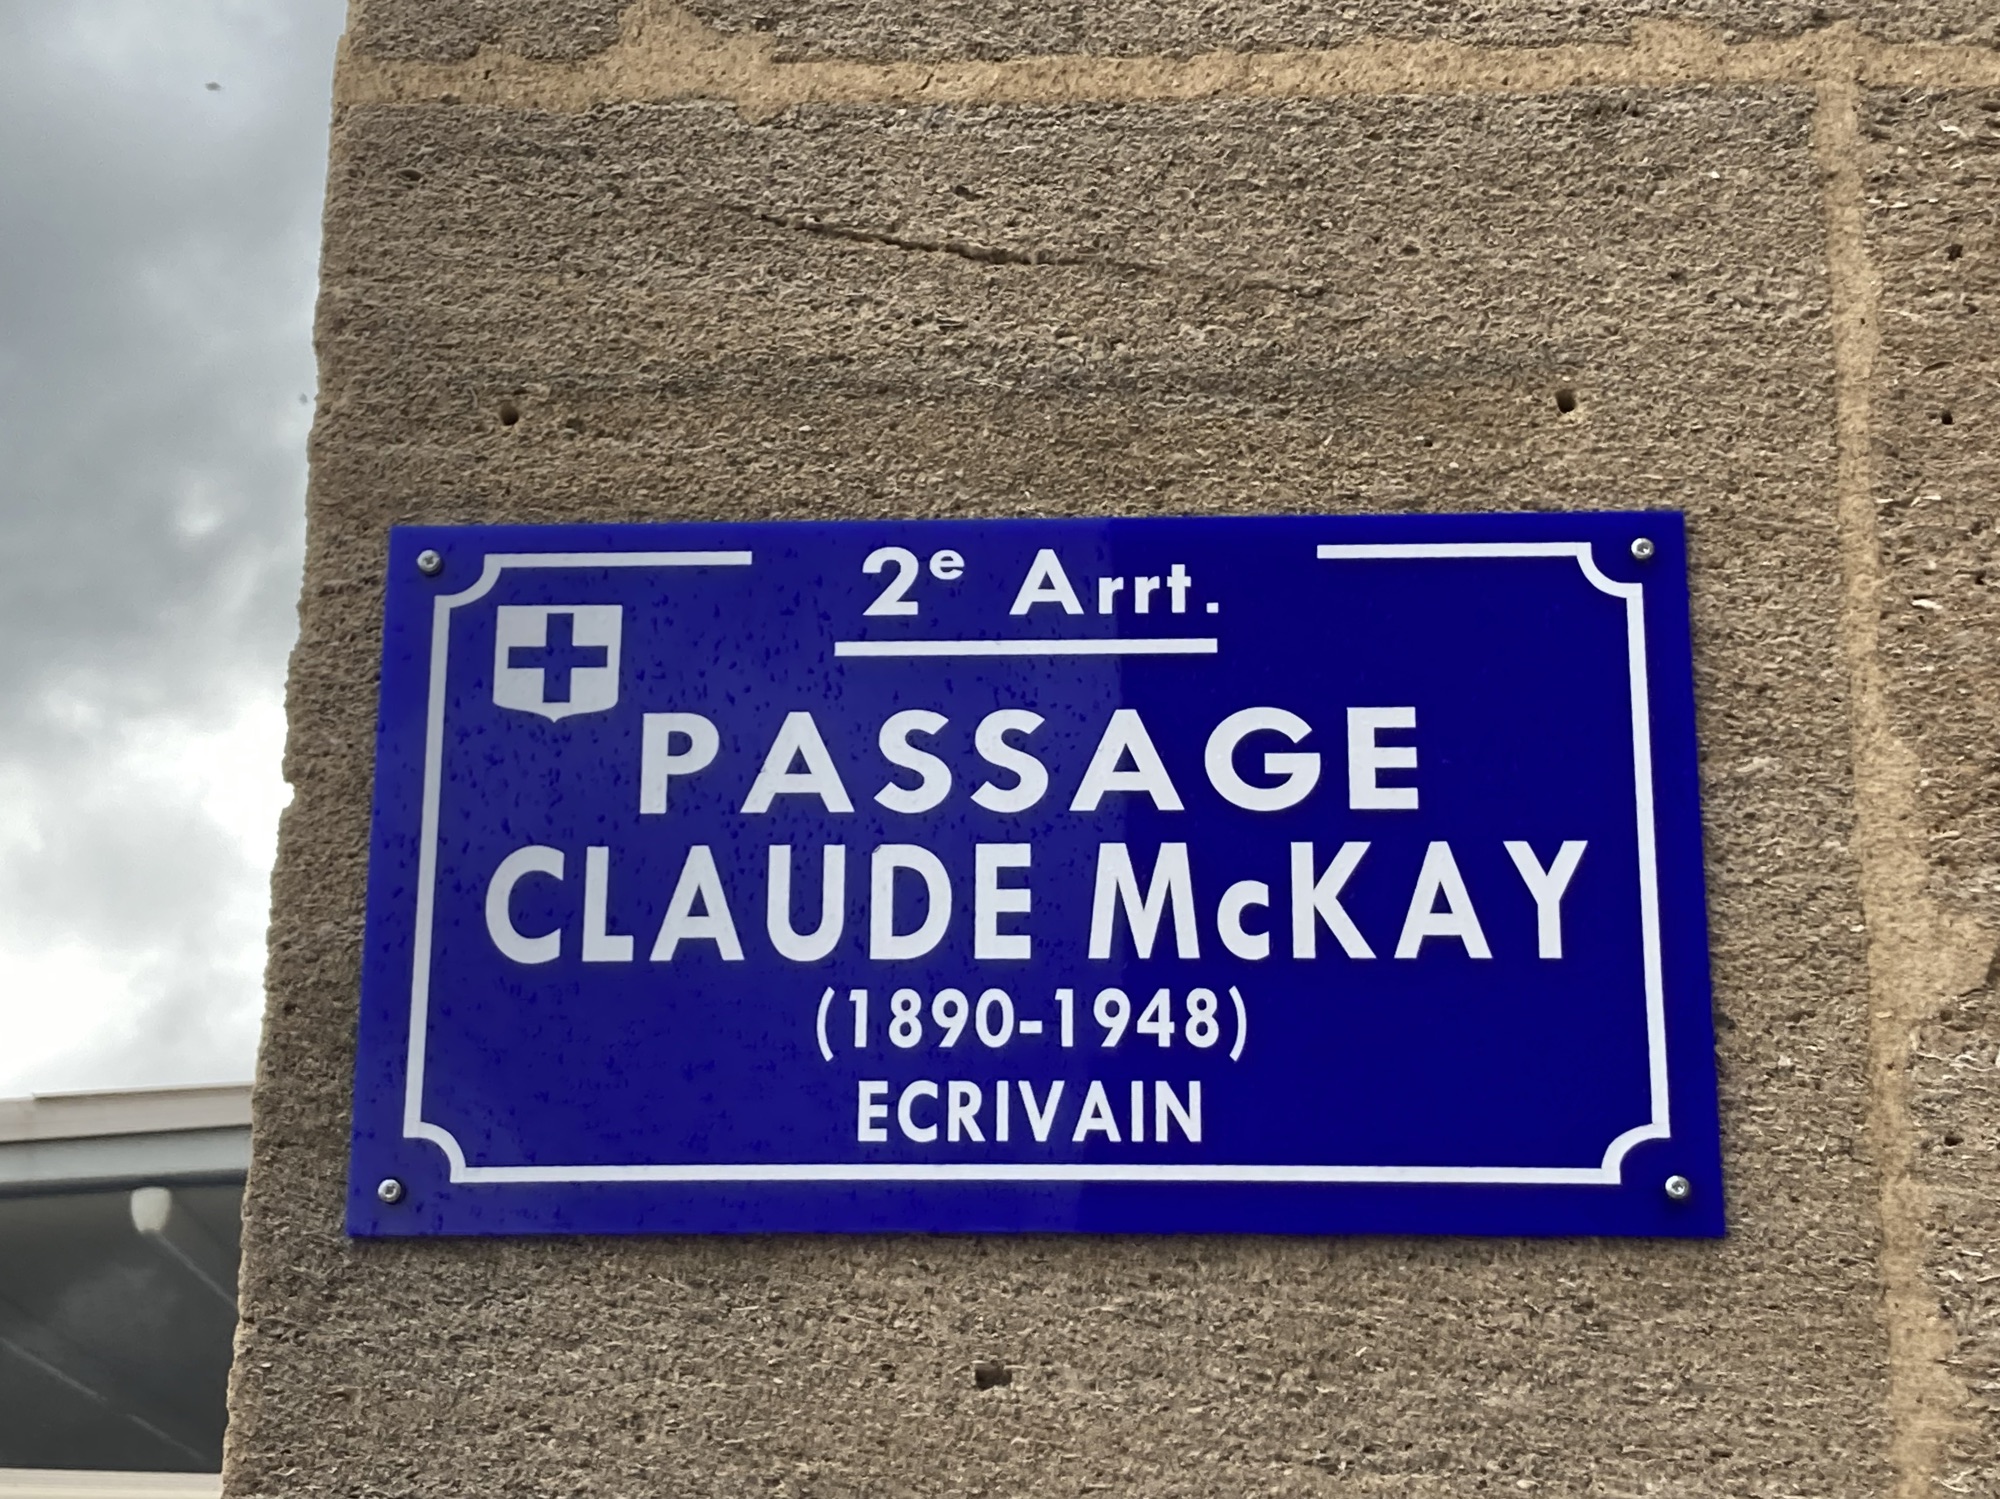 2e Arrt.
PASSAGE
CLAUDE McKAY
(1890-1948)
ECRIVAIN